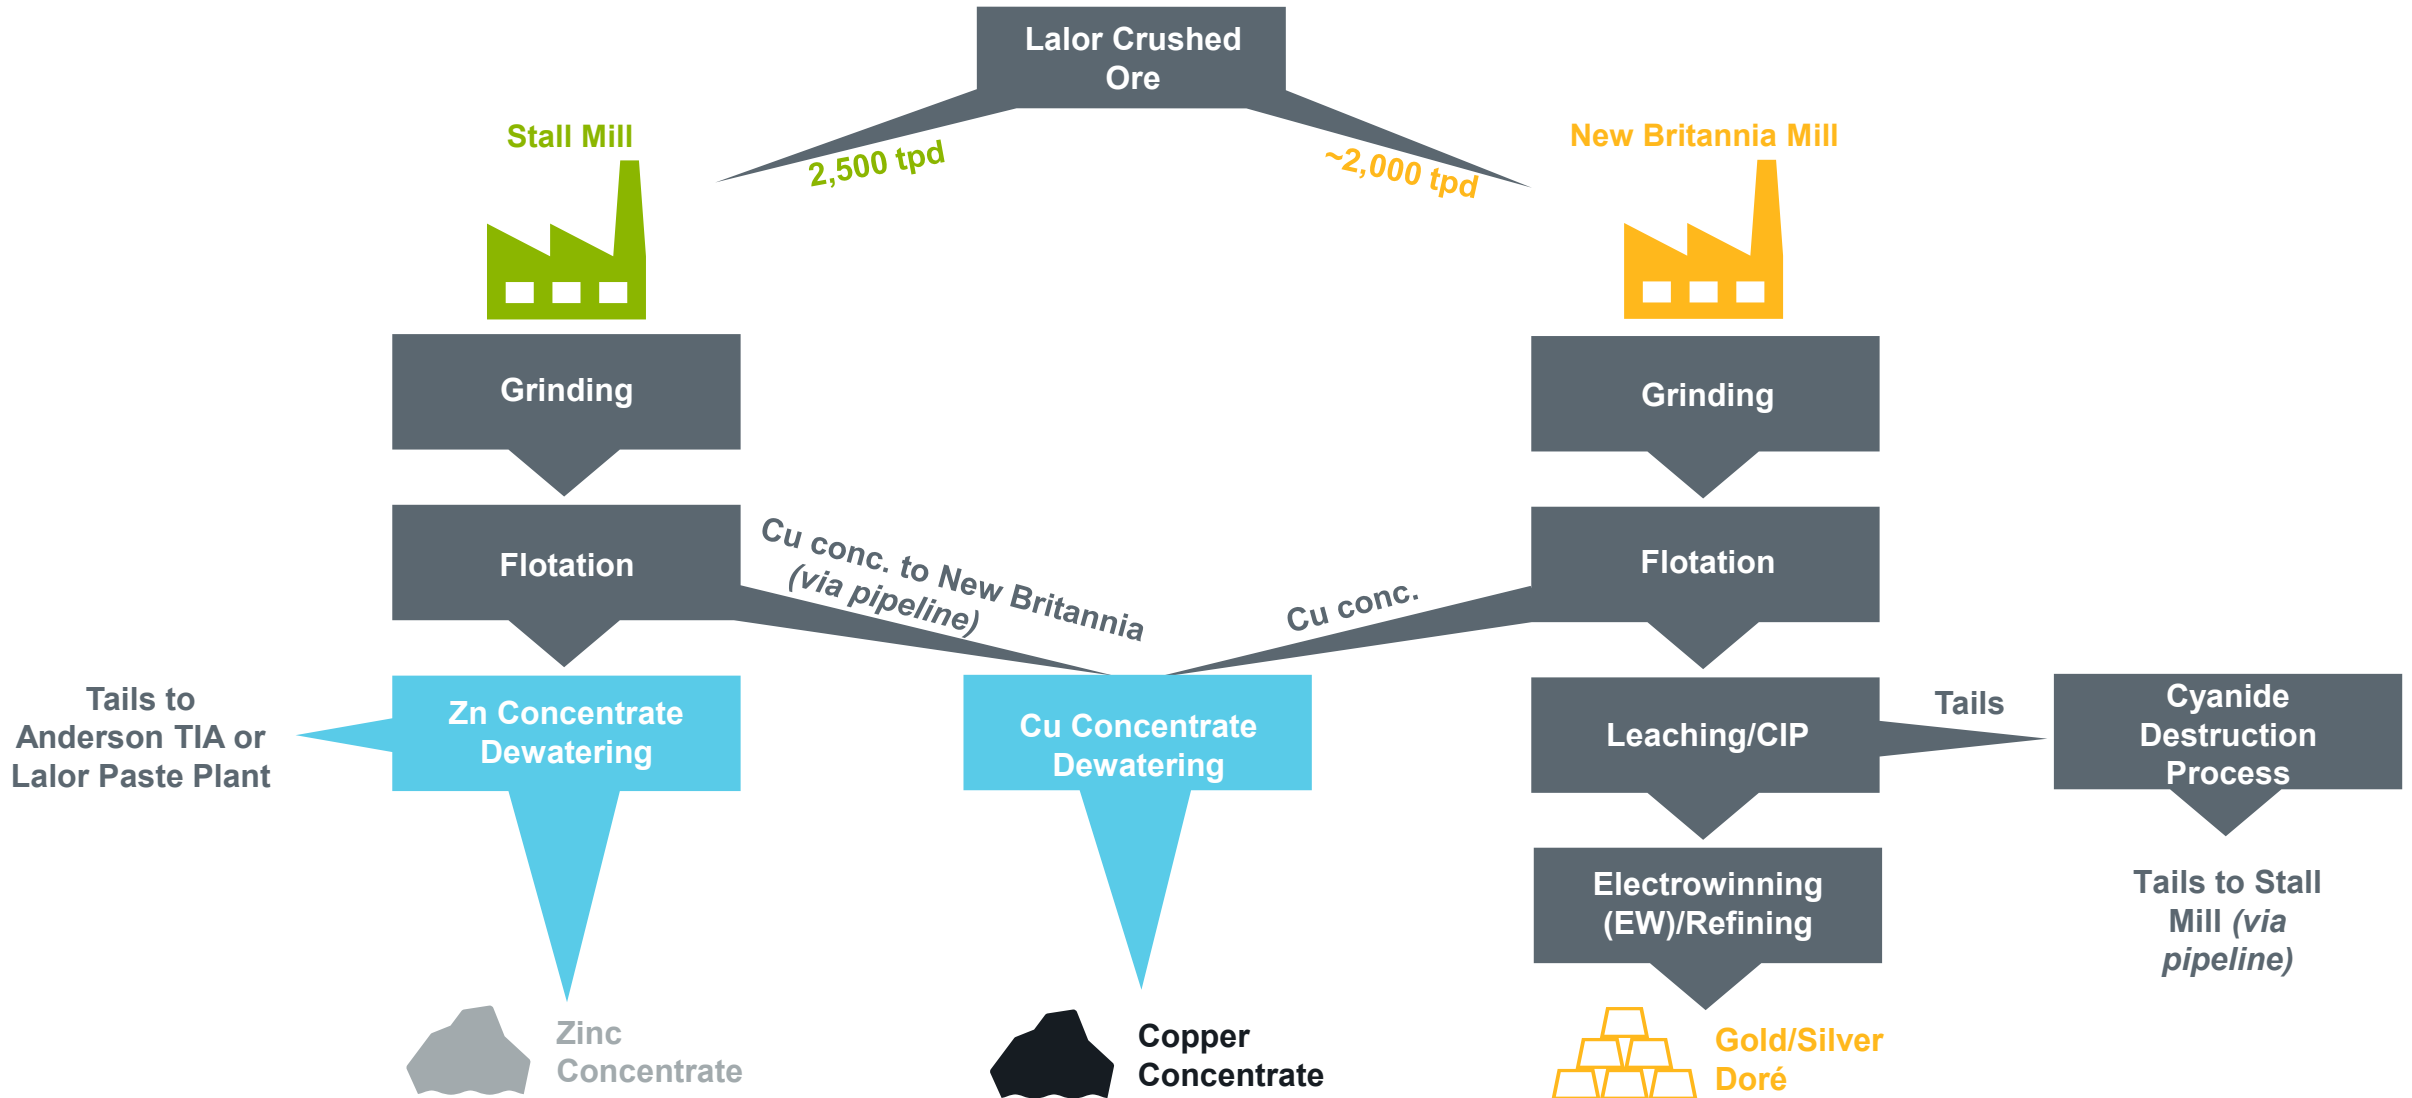 Lalor Crushed
Ore
Stall Mill
2,500 tpd
~2,000 tpd
New Britannia Mill
Grinding
Grinding
Flotation
Cu conc. to New Britannia
(via pipeline)
Cu conc.
Flotation
Tails to
Anderson TIA or
Lalor Paste Plant
Zn Concentrate
Dewatering
Cu Concentrate
Dewatering
Leaching/CIP
Tails
Cyanide
Destruction
Process
Electrowinning
(EW)/Refining
Tails to Stall
Mill (via
pipeline)
Zinc
Concentrate
Copper
Concentrate
Gold/Silver
Doré